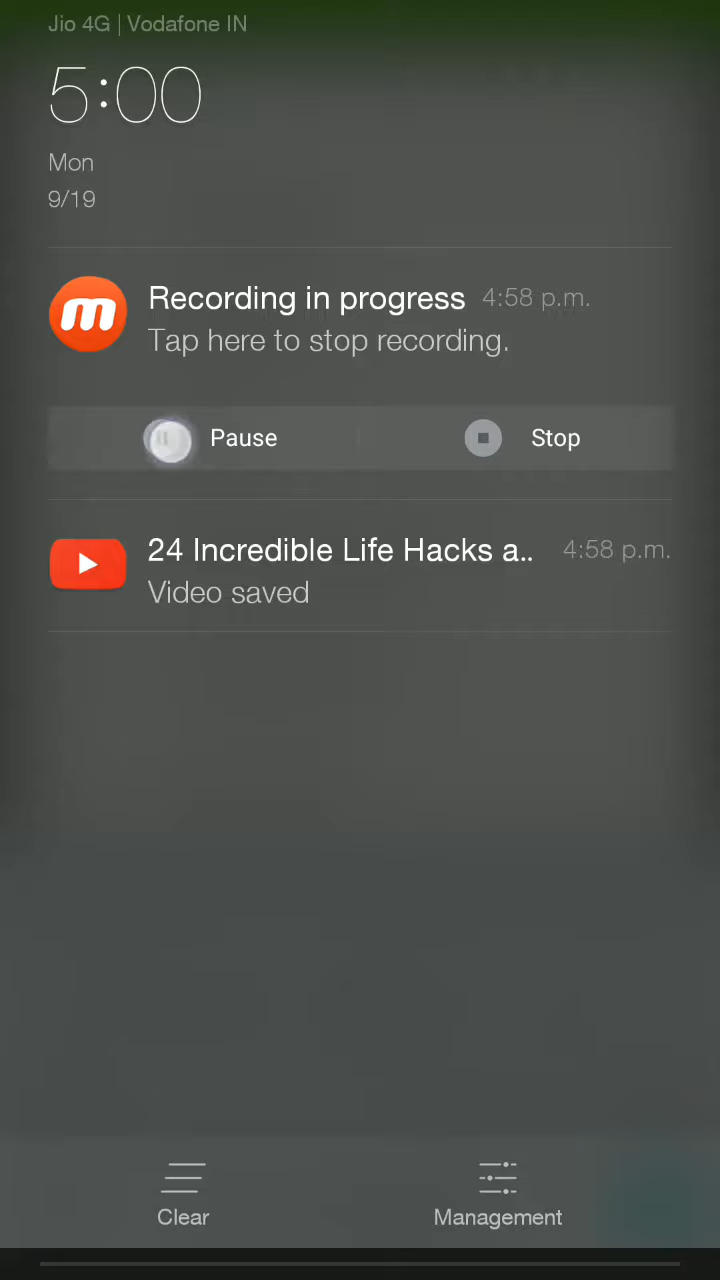 Jio 4G | Vodafone IN
5:00
Mon
9/19
Recording in progress 4:58 p.m.
Tap here to stop recording.
Pause Stop
24 Incredible Life Hacks a.. 4:58 p.m.
Video saved
Clear Management